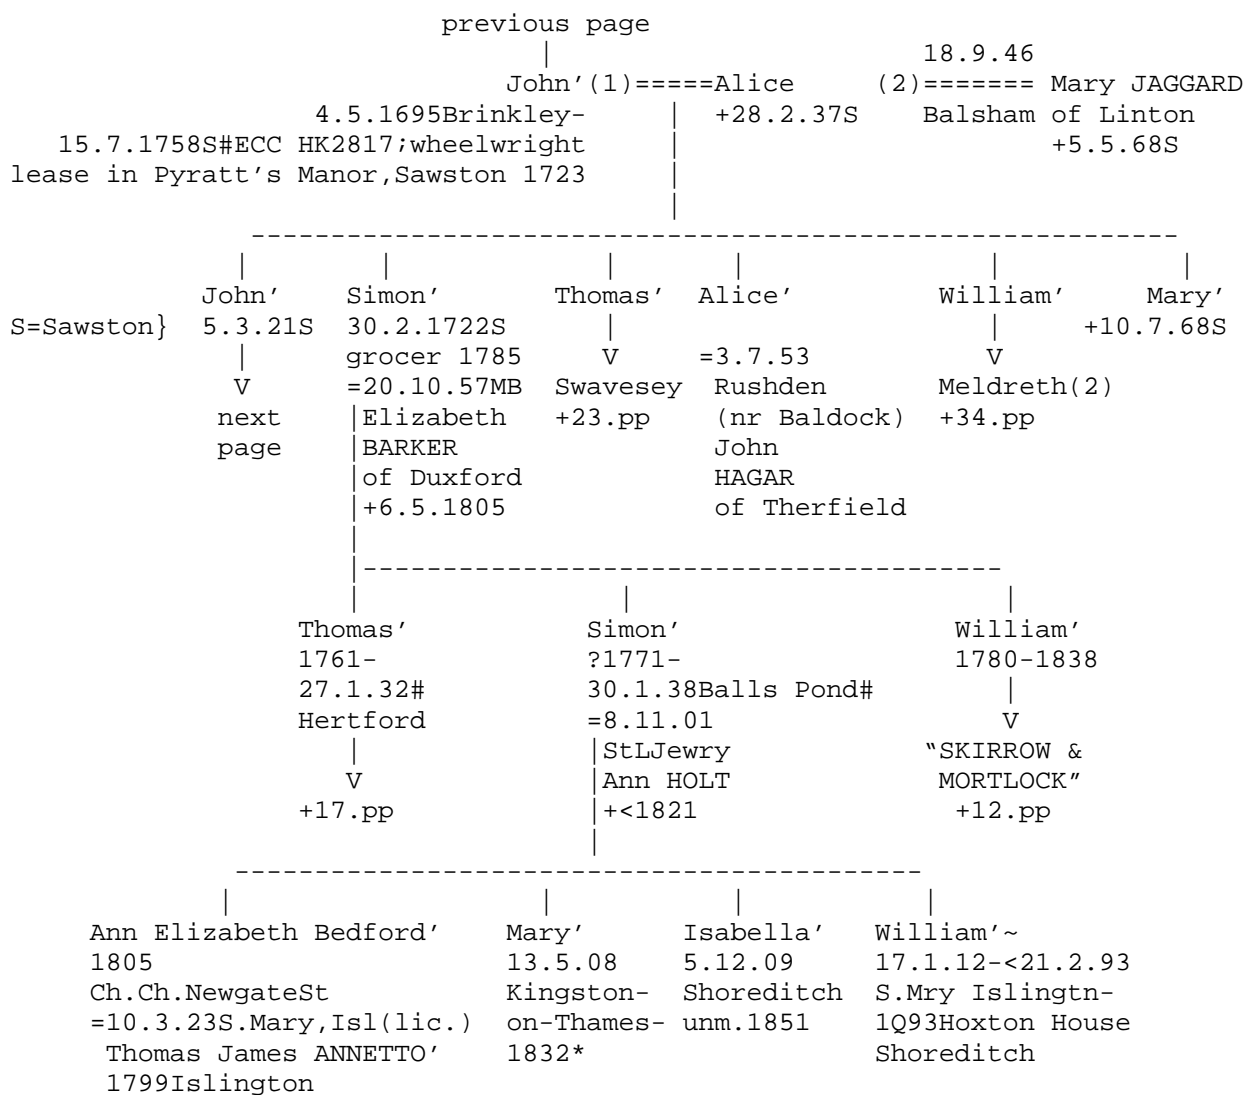 previous page
18.9.46
John’(1)=====Alice (2)======= Mary JAGGARD
4.5.1695Brinkley- | +28.2.37S Balsham of Linton
15.7.1758S#ECC HK2817;wheelwright | +5.5.68S
lease in Pyratt’s Manor,Sawston 1723
John’ Simon’ Thomas’ Alice’ William’ Mary’
S=Sawston} 5.3.21S 30.2.1722S | | +10.7.68S
| grocer 1785 V =3.7.53 V
V =20.10.57MB Swavesey Rushden Meldreth(2)
next |Elizabeth +23.pp (nr Baldock) +34.pp
page |BARKER John
|of Duxford HAGAR
|+6.5.1805 of Therfield
Thomas’ Simon’ William’
1761- ?1771- 1780-1838
27.1.32# 30.1.38Balls Pond# |
Hertford =8.11.01 V
| |StLJewry “SKIRROW &
V |Ann HOLT MORTLOCK”
+17.pp |+<1821 +12.pp
Ann Elizabeth Bedford’ Mary’ Isabella’ William’~
1805 13.5.08 5.12.09 17.1.12-<21.2.93
Ch.Ch.NewgateSt Kingston- Shoreditch S.Mry Islingtn-
=10.3.23S.Mary,Isl(lic.) on-Thames- unm.1851 1Q93Hoxton House
Thomas James ANNETTO’ 1832* Shoreditch
1799Islington